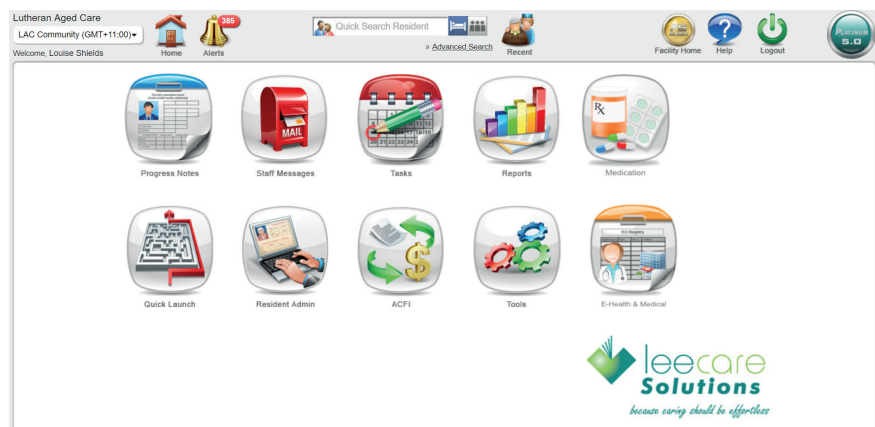 Lutheran Aged Care
LAC Community (GMT+11:00)
Welcome, Louise Shields
Home
385
Alerts
Quick Search Resident
» Advanced Search
Recent
Facility Home
Help
Logout
PLATINUM
5.0
Progress Notes
MAIL
Staff Messages
Tasks
Reports
Rx
Medication
Quick Launch
Resident Admin
$
ACFI
Tools
E-Health & Medical
leecare
Solutions
because caring should be effortless